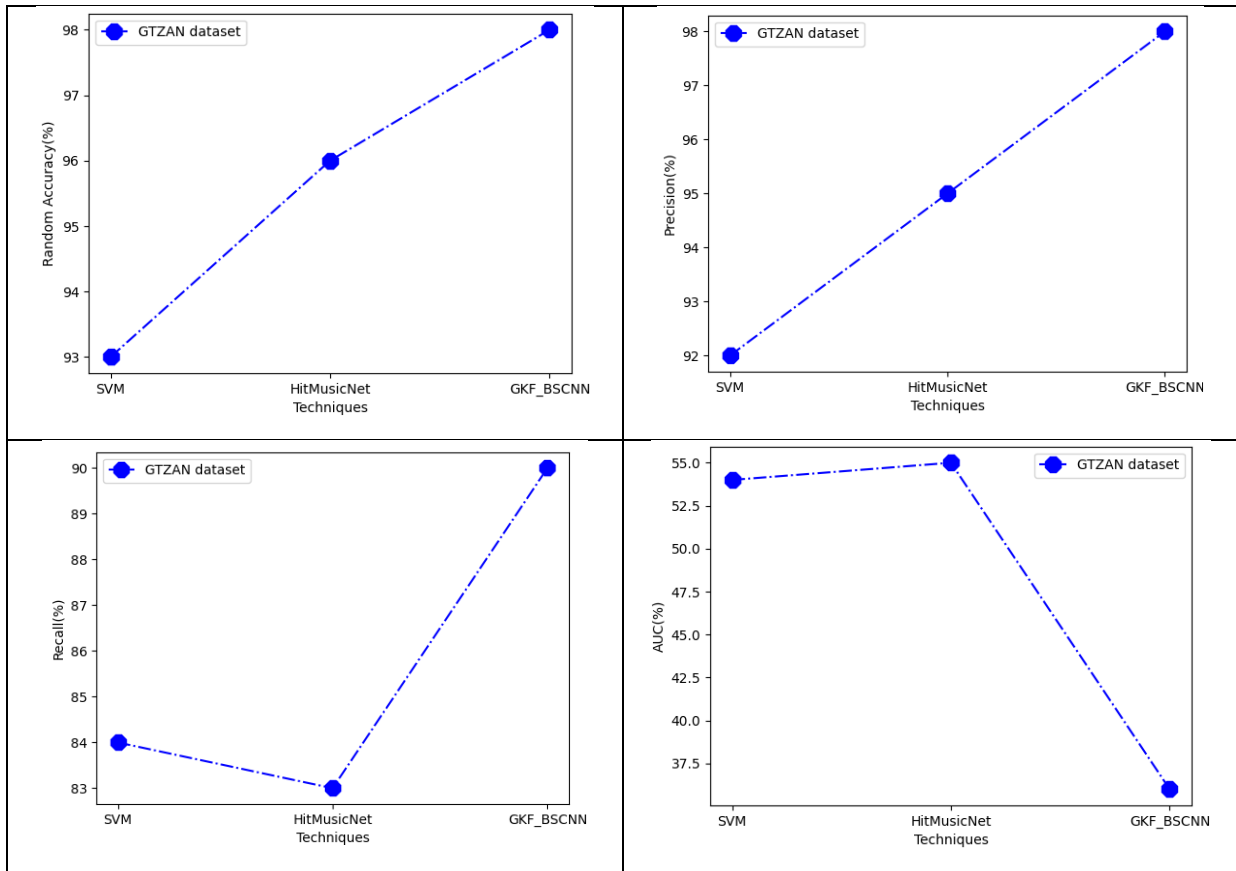 GTZAN dataset
98
97
96
95
94
93
Random Accuracy(%)
SVM
HitMusicNet
GKF_BSCNN
Techniques
GTZAN dataset
98
97
96
95
94
93
92
Precision(%)
SVM
HitMusicNet
GKF_BSCNN
Techniques
GTZAN dataset
90
89
88
87
86
85
84
83
Recall(%)
SVM
HitMusicNet
GKF_BSCNN
Techniques
GTZAN dataset
55.0
52.5
50.0
47.5
45.0
42.5
40.0
37.5
AUC(%)
SVM
HitMusicNet
GKF_BSCNN
Techniques